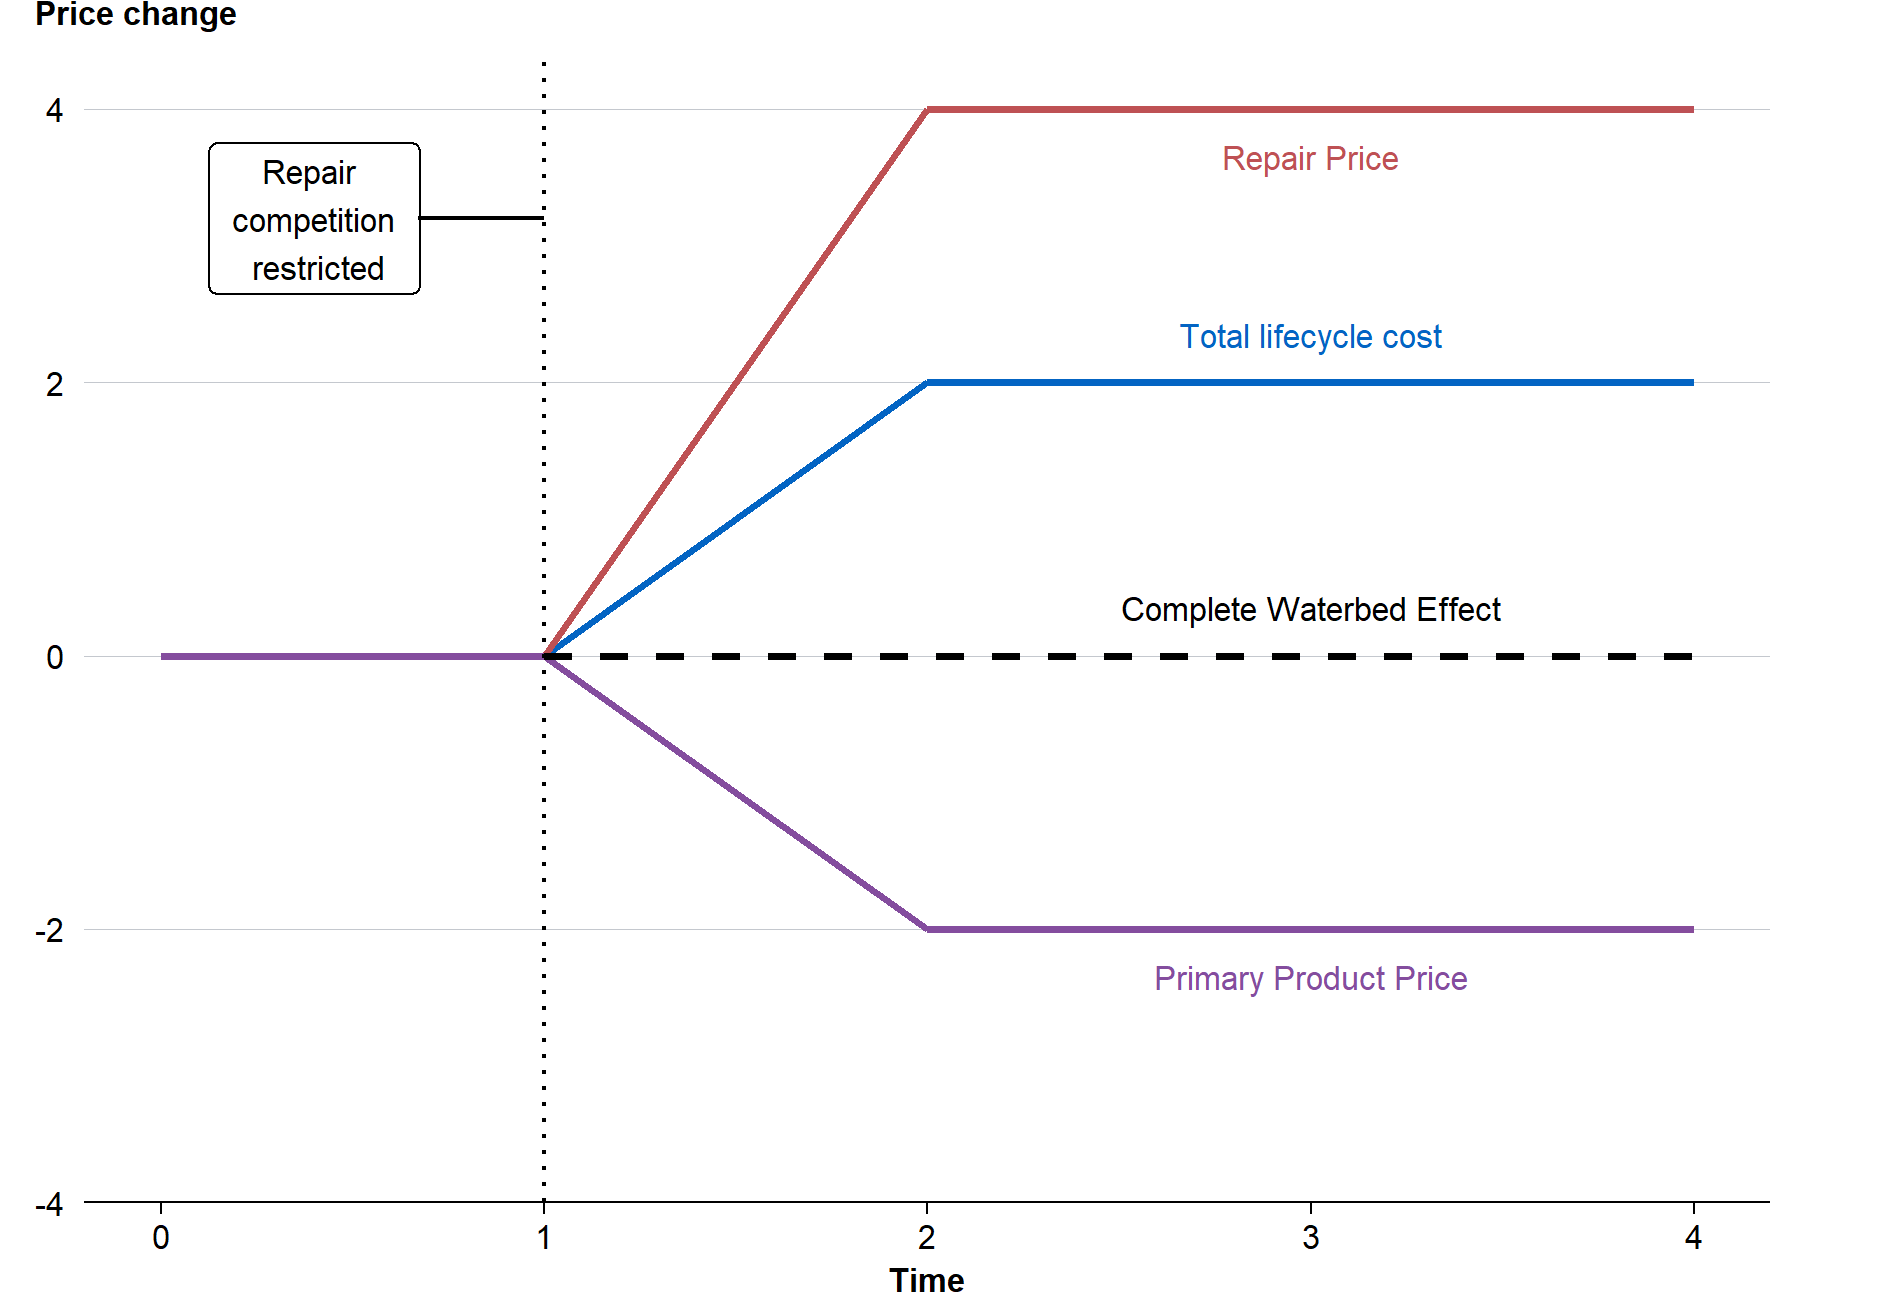 Price change
4
Repair
competition
restricted
Repair Price
Total lifecycle cost
2
Complete Waterbed Effect
0
-2
Primary Product Price
-4
0 1 2 3 4
Time